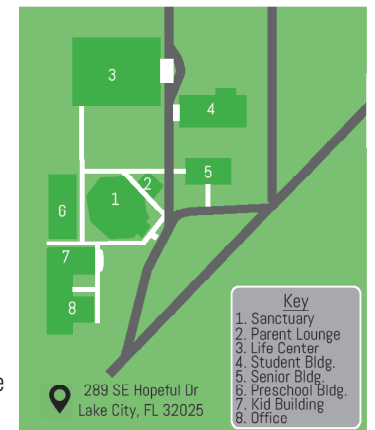 3
4
5
2
1
6
7
8
Key
1. Sanctuary
2. Parent Lounge
3. Life Center
4. Student Bldg.
5. Senior Bldg.
6. Preschool Bldg.
7. Kid Building
8. Office
e
289 SE Hopeful Dr
Lake City, FL 32025